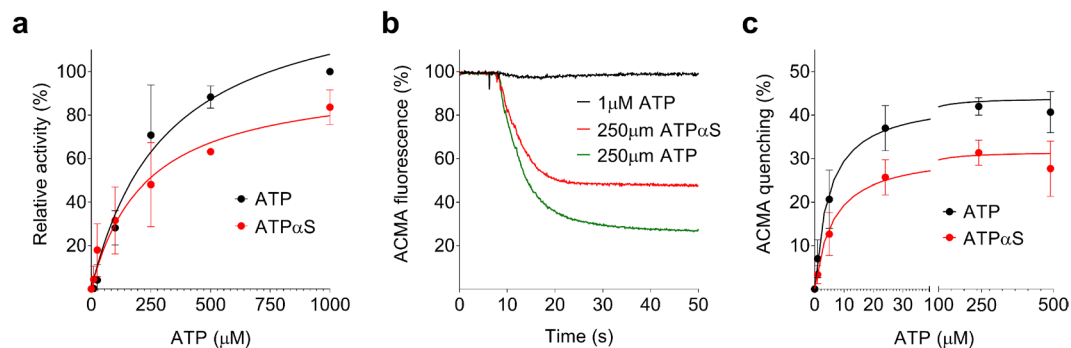 a
Relative activity (%)
100
80
60
40
20
0
250
500
750
1000
ATP (µM)
ATP
ATPαS
b
ACMA fluorescence (%)
100
80
60
40
20
0
10
20
30
40
50
Time (s)
1µM ATP
250µm ATPαS
250µm ATP
c
ACMA quenching (%)
50
40
30
20
10
0
10
20
30
250
500
ATP (µM)
ATP
ATPαS